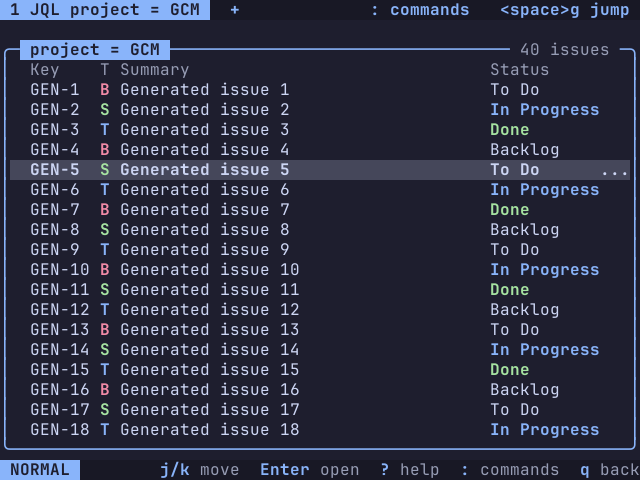 1 JQL project = GCM + : commands <space>g jump
project = GCM 40 issues
Key T Summary Status
GEN-1 B Generated issue 1 To Do
GEN-2 S Generated issue 2 In Progress
GEN-3 T Generated issue 3 Done
GEN-4 B Generated issue 4 Backlog
GEN-5 S Generated issue 5 To Do ...
GEN-6 T Generated issue 6 In Progress
GEN-7 B Generated issue 7 Done
GEN-8 S Generated issue 8 Backlog
GEN-9 T Generated issue 9 To Do
GEN-10 B Generated issue 10 In Progress
GEN-11 S Generated issue 11 Done
GEN-12 T Generated issue 12 Backlog
GEN-13 B Generated issue 13 To Do
GEN-14 S Generated issue 14 In Progress
GEN-15 T Generated issue 15 Done
GEN-16 B Generated issue 16 Backlog
GEN-17 S Generated issue 17 To Do
GEN-18 T Generated issue 18 In Progress
NORMAL j/k move Enter open ? help : commands q back